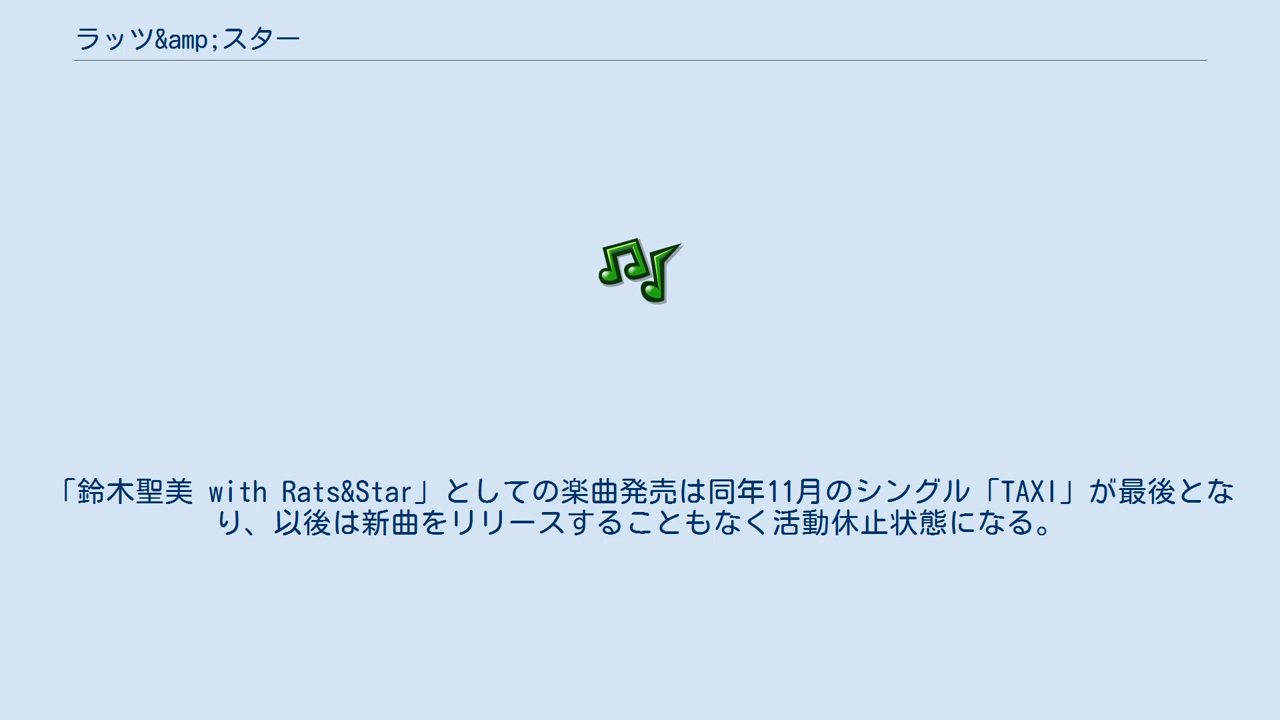 ラッツ&amp;スター
「鈴木聖美 with Rats&Star」としての楽曲発売は同年11月のシングル「TAXI」が最後とな
り、以後は新曲をリリースすることもなく活動休止状態になる。